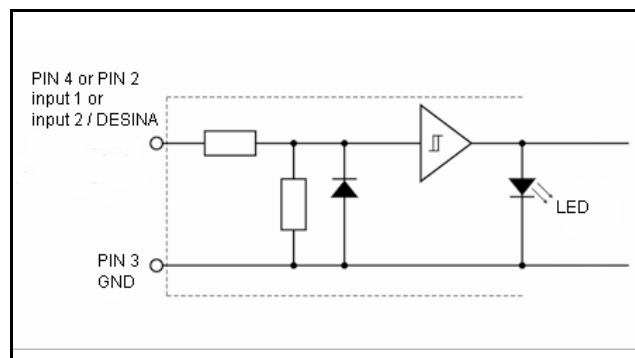 PIN 4 or PIN 2
input 1 or
input 2 / DESINA
LED
PIN 3
GND